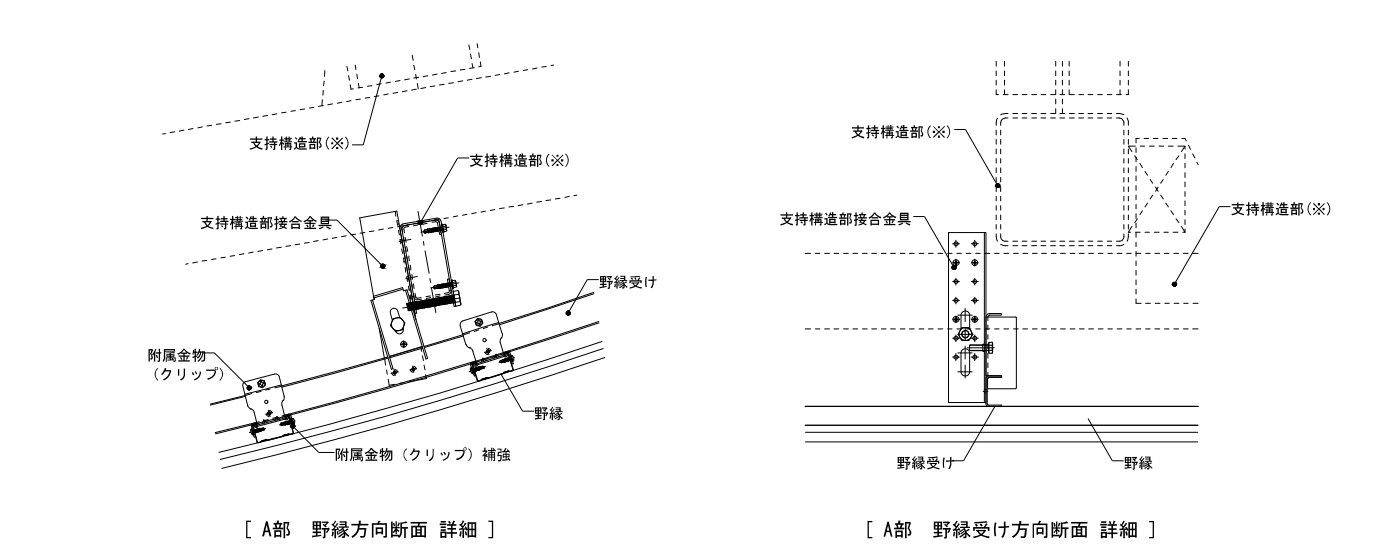 支持構造部(※)
支持構造部(※)
支持構造部接合金具
野縁受け
附属金物
（クリップ）
野縁
附属金物（クリップ）補強
[ A部　野縁方向断面 詳細 ]
支持構造部(※)
支持構造部(※)
支持構造部接合金具
野縁受け
野縁
[ A部　野縁受け方向断面 詳細 ]